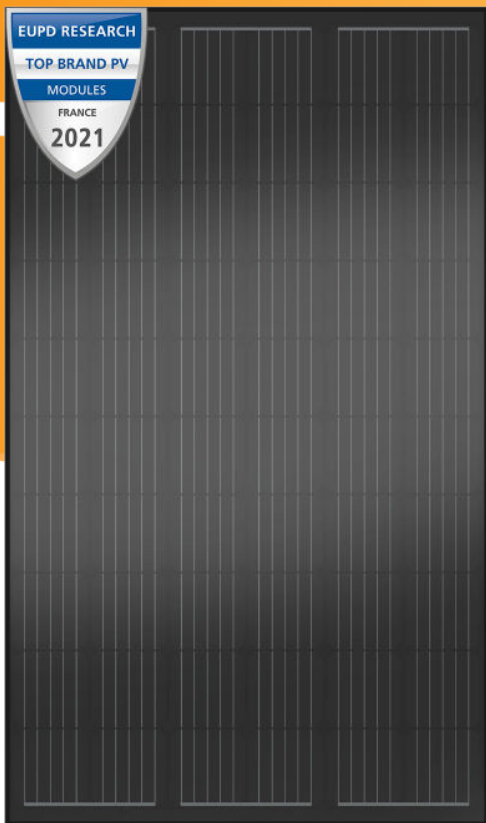 EUPD RESEARCH
TOP BRAND PV
MODULES
FRANCE
2021